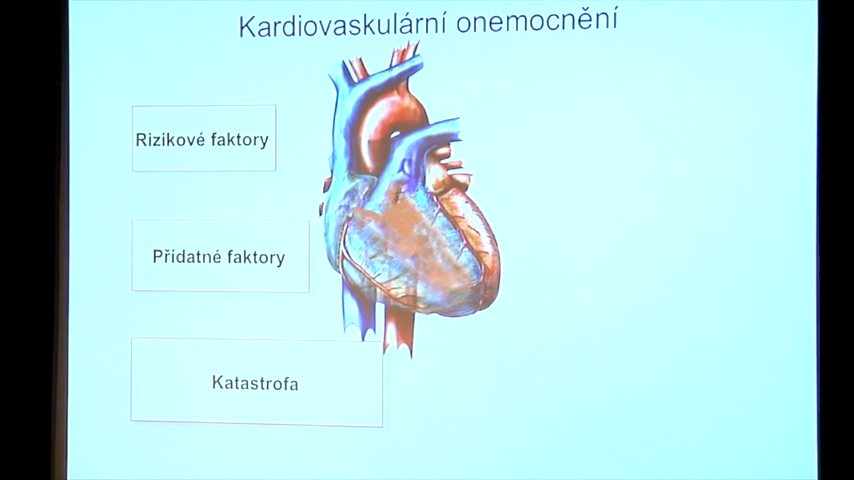 Kardiovaskulární onemocnění
Rizikové faktory
Přídatné faktory
Katastrofa